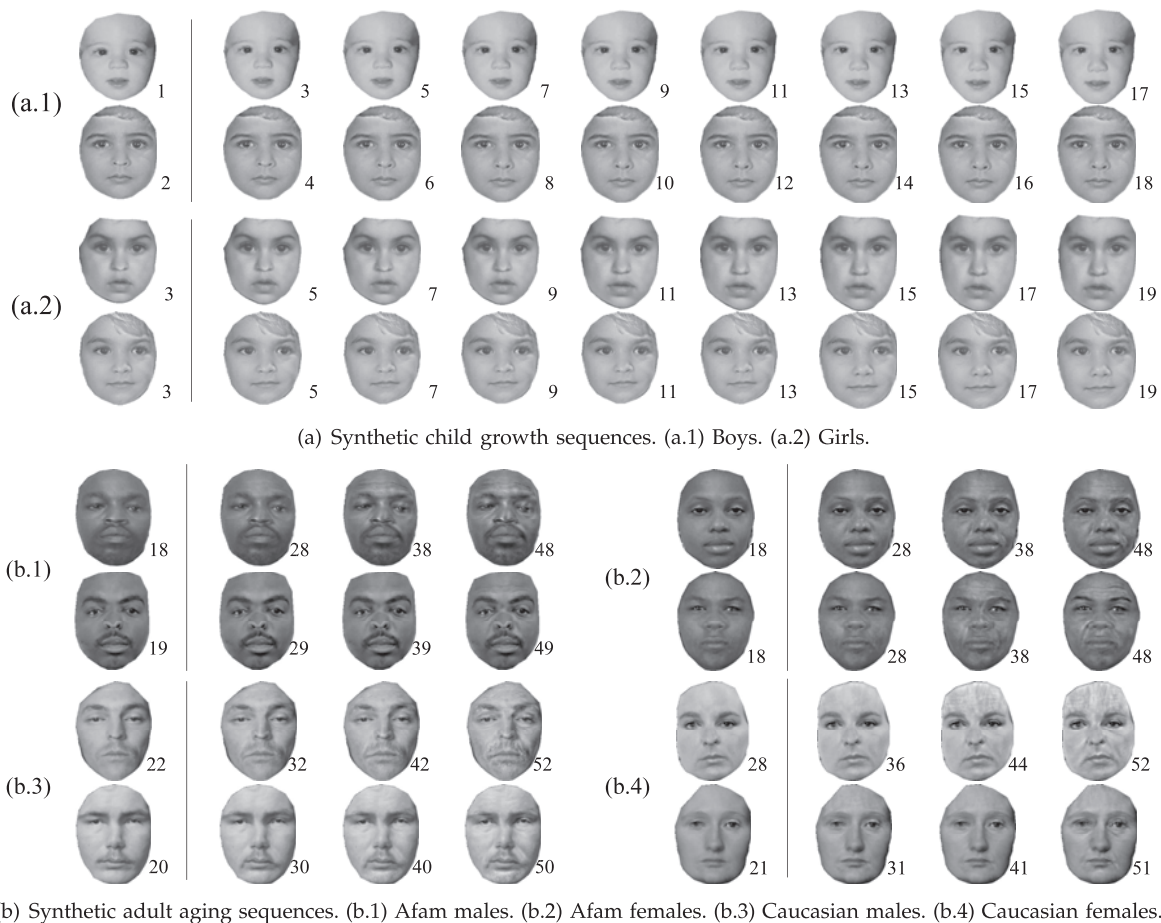 (a.1)
1 3 5 7 9 11 13 15 17
2 4 6 8 10 12 14 16 18
(a.2)
3 5 7 9 11 13 15 17 19
3 5 7 9 11 13 15 17 19
(a) Synthetic child growth sequences. (a.1) Boys. (a.2) Girls.
(b.1)
18 28 38 48
19 29 39 49
(b.2)
18 28 38 48
18 28 38 48
(b.3)
22 32 42 52
20 30 40 50
(b.4)
28 36 44 52
21 31 41 51
b) Synthetic adult aging sequences. (b.1) Afam males. (b.2) Afam females. (b.3) Caucasian males. (b.4) Caucasian females.